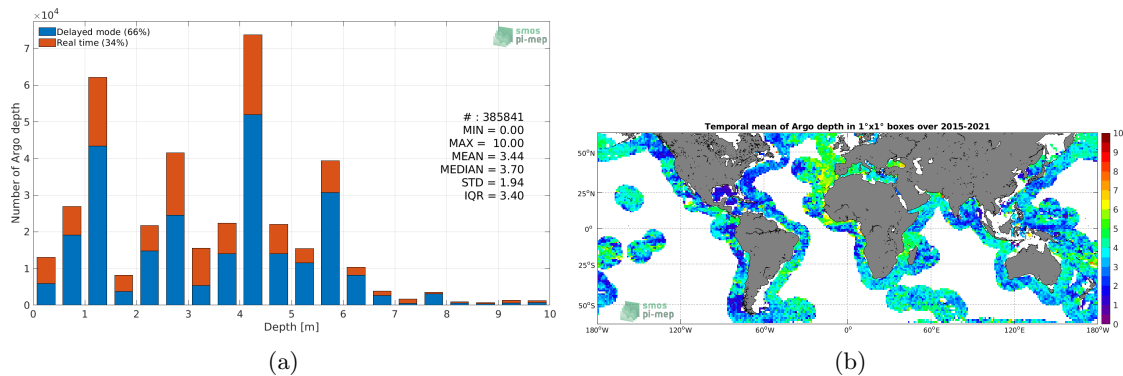 ×10⁴
Delayed mode (66%)
Real time (34%)
smos
pi-mep
7
6
5
4
3
2
1
0
Number of Argo depth
# : 385841
MIN = 0.00
MAX = 10.00
MEAN = 3.44
MEDIAN = 3.70
STD = 1.94
IQR = 3.40
0 1 2 3 4 5 6 7 8 9 10
Depth [m]
(a)
Temporal mean of Argo depth in 1°x1° boxes over 2015-2021
50°N
25°N
0°
25°S
50°S
smos
pi-mep
180°W 120°W 60°W 0° 60°E 120°E 180°W
10
9
8
7
6
5
4
3
2
1
0
(b)